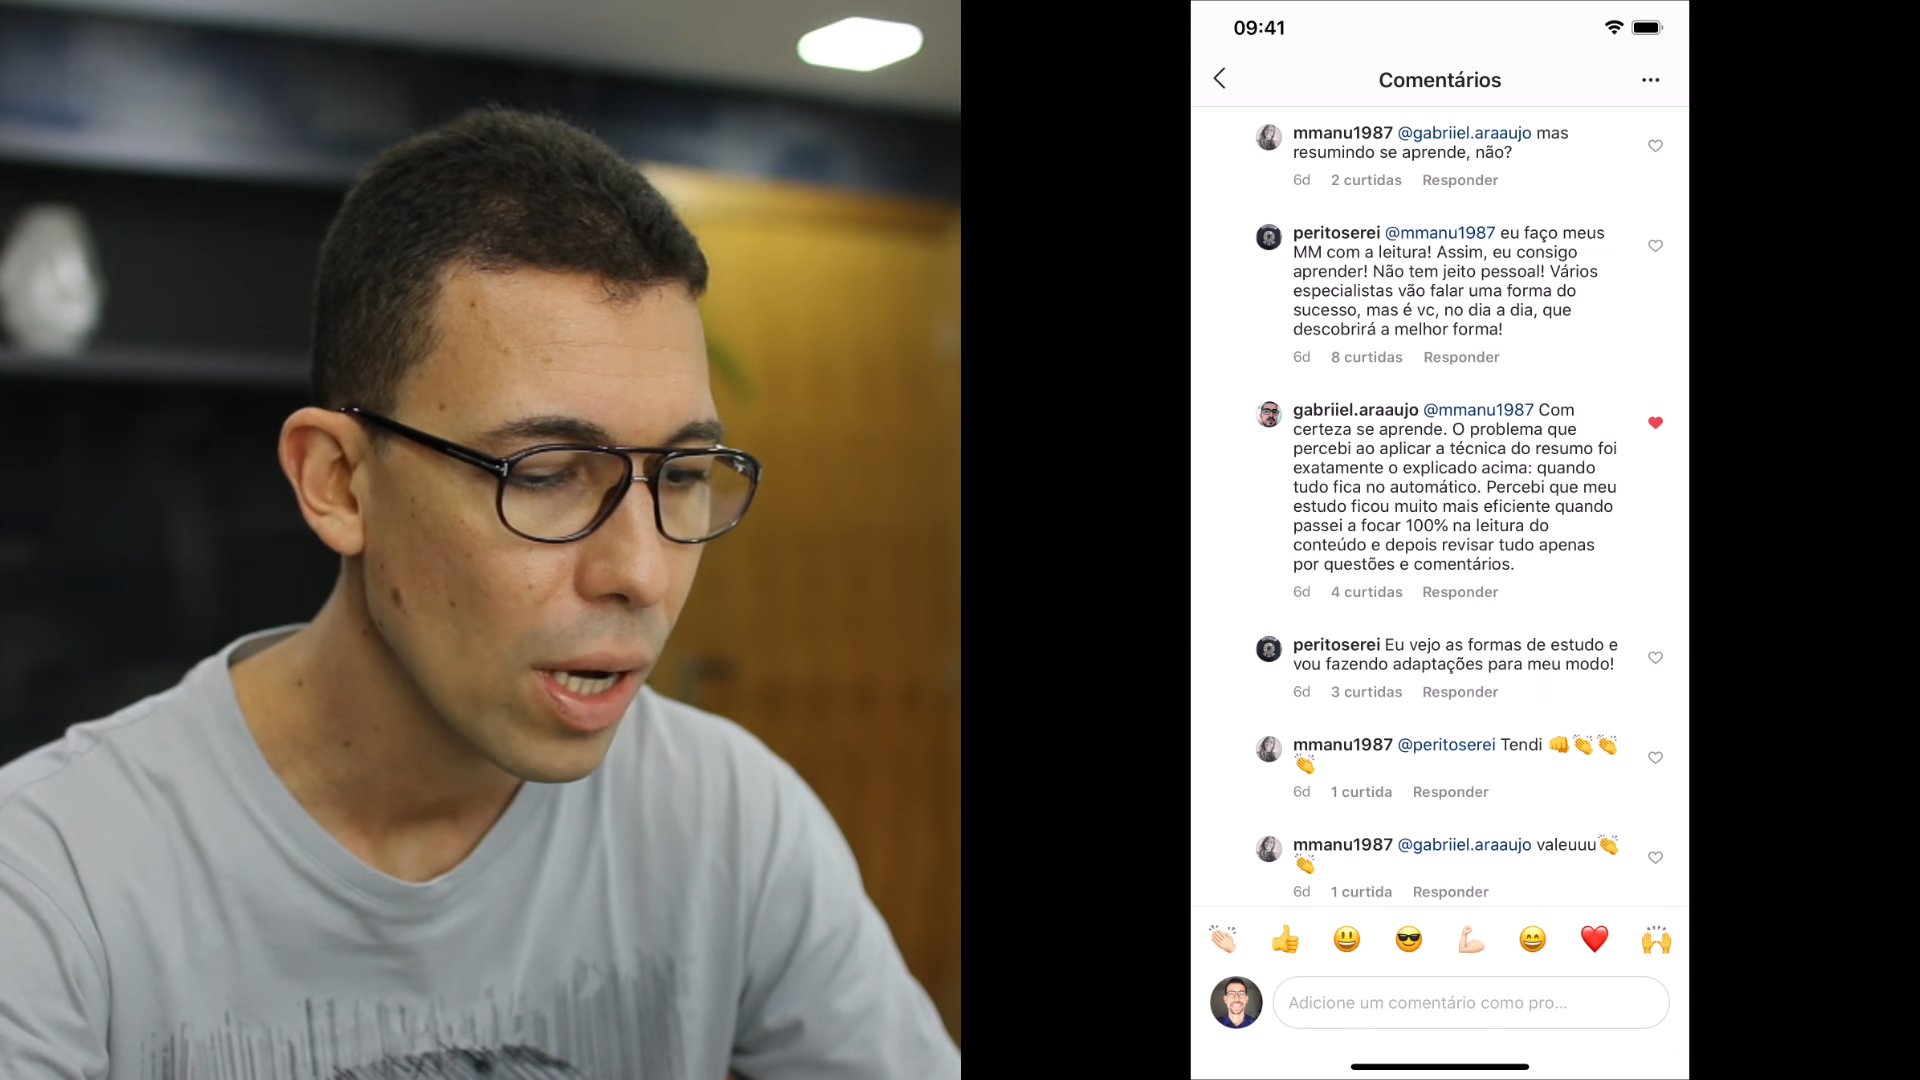 09:41
Comentários
mmanu1987 @gabriiel.araaujo mas
resumindo se aprende, não?
6d 2 curtidas Responder
peritoserei @mmanu1987 eu faço meus
MM com a leitura! Assim, eu consigo
aprender! Não tem jeito pessoal! Vários
especialistas vão falar uma forma do
sucesso, mas é vc, no dia a dia, que
descobrirá a melhor forma!
6d 8 curtidas Responder
gabriiel.araaujo @mmanu1987 Com
certeza se aprende. O problema que
percebi ao aplicar a técnica do resumo foi
exatamente o explicado acima: quando
tudo fica no automático. Percebi que meu
estudo ficou muito mais eficiente quando
passei a focar 100% na leitura do
conteúdo e depois revisar tudo apenas
por questões e comentários.
6d 4 curtidas Responder
peritoserei Eu vejo as formas de estudo e
vou fazendo adaptações para meu modo!
6d 3 curtidas Responder
mmanu1987 @peritoserei Tendi 👊👏👏
👏
6d 1 curtida Responder
mmanu1987 @gabriiel.araaujo valeuuu👏
👏
6d 1 curtida Responder
Adicione um comentário como pro...